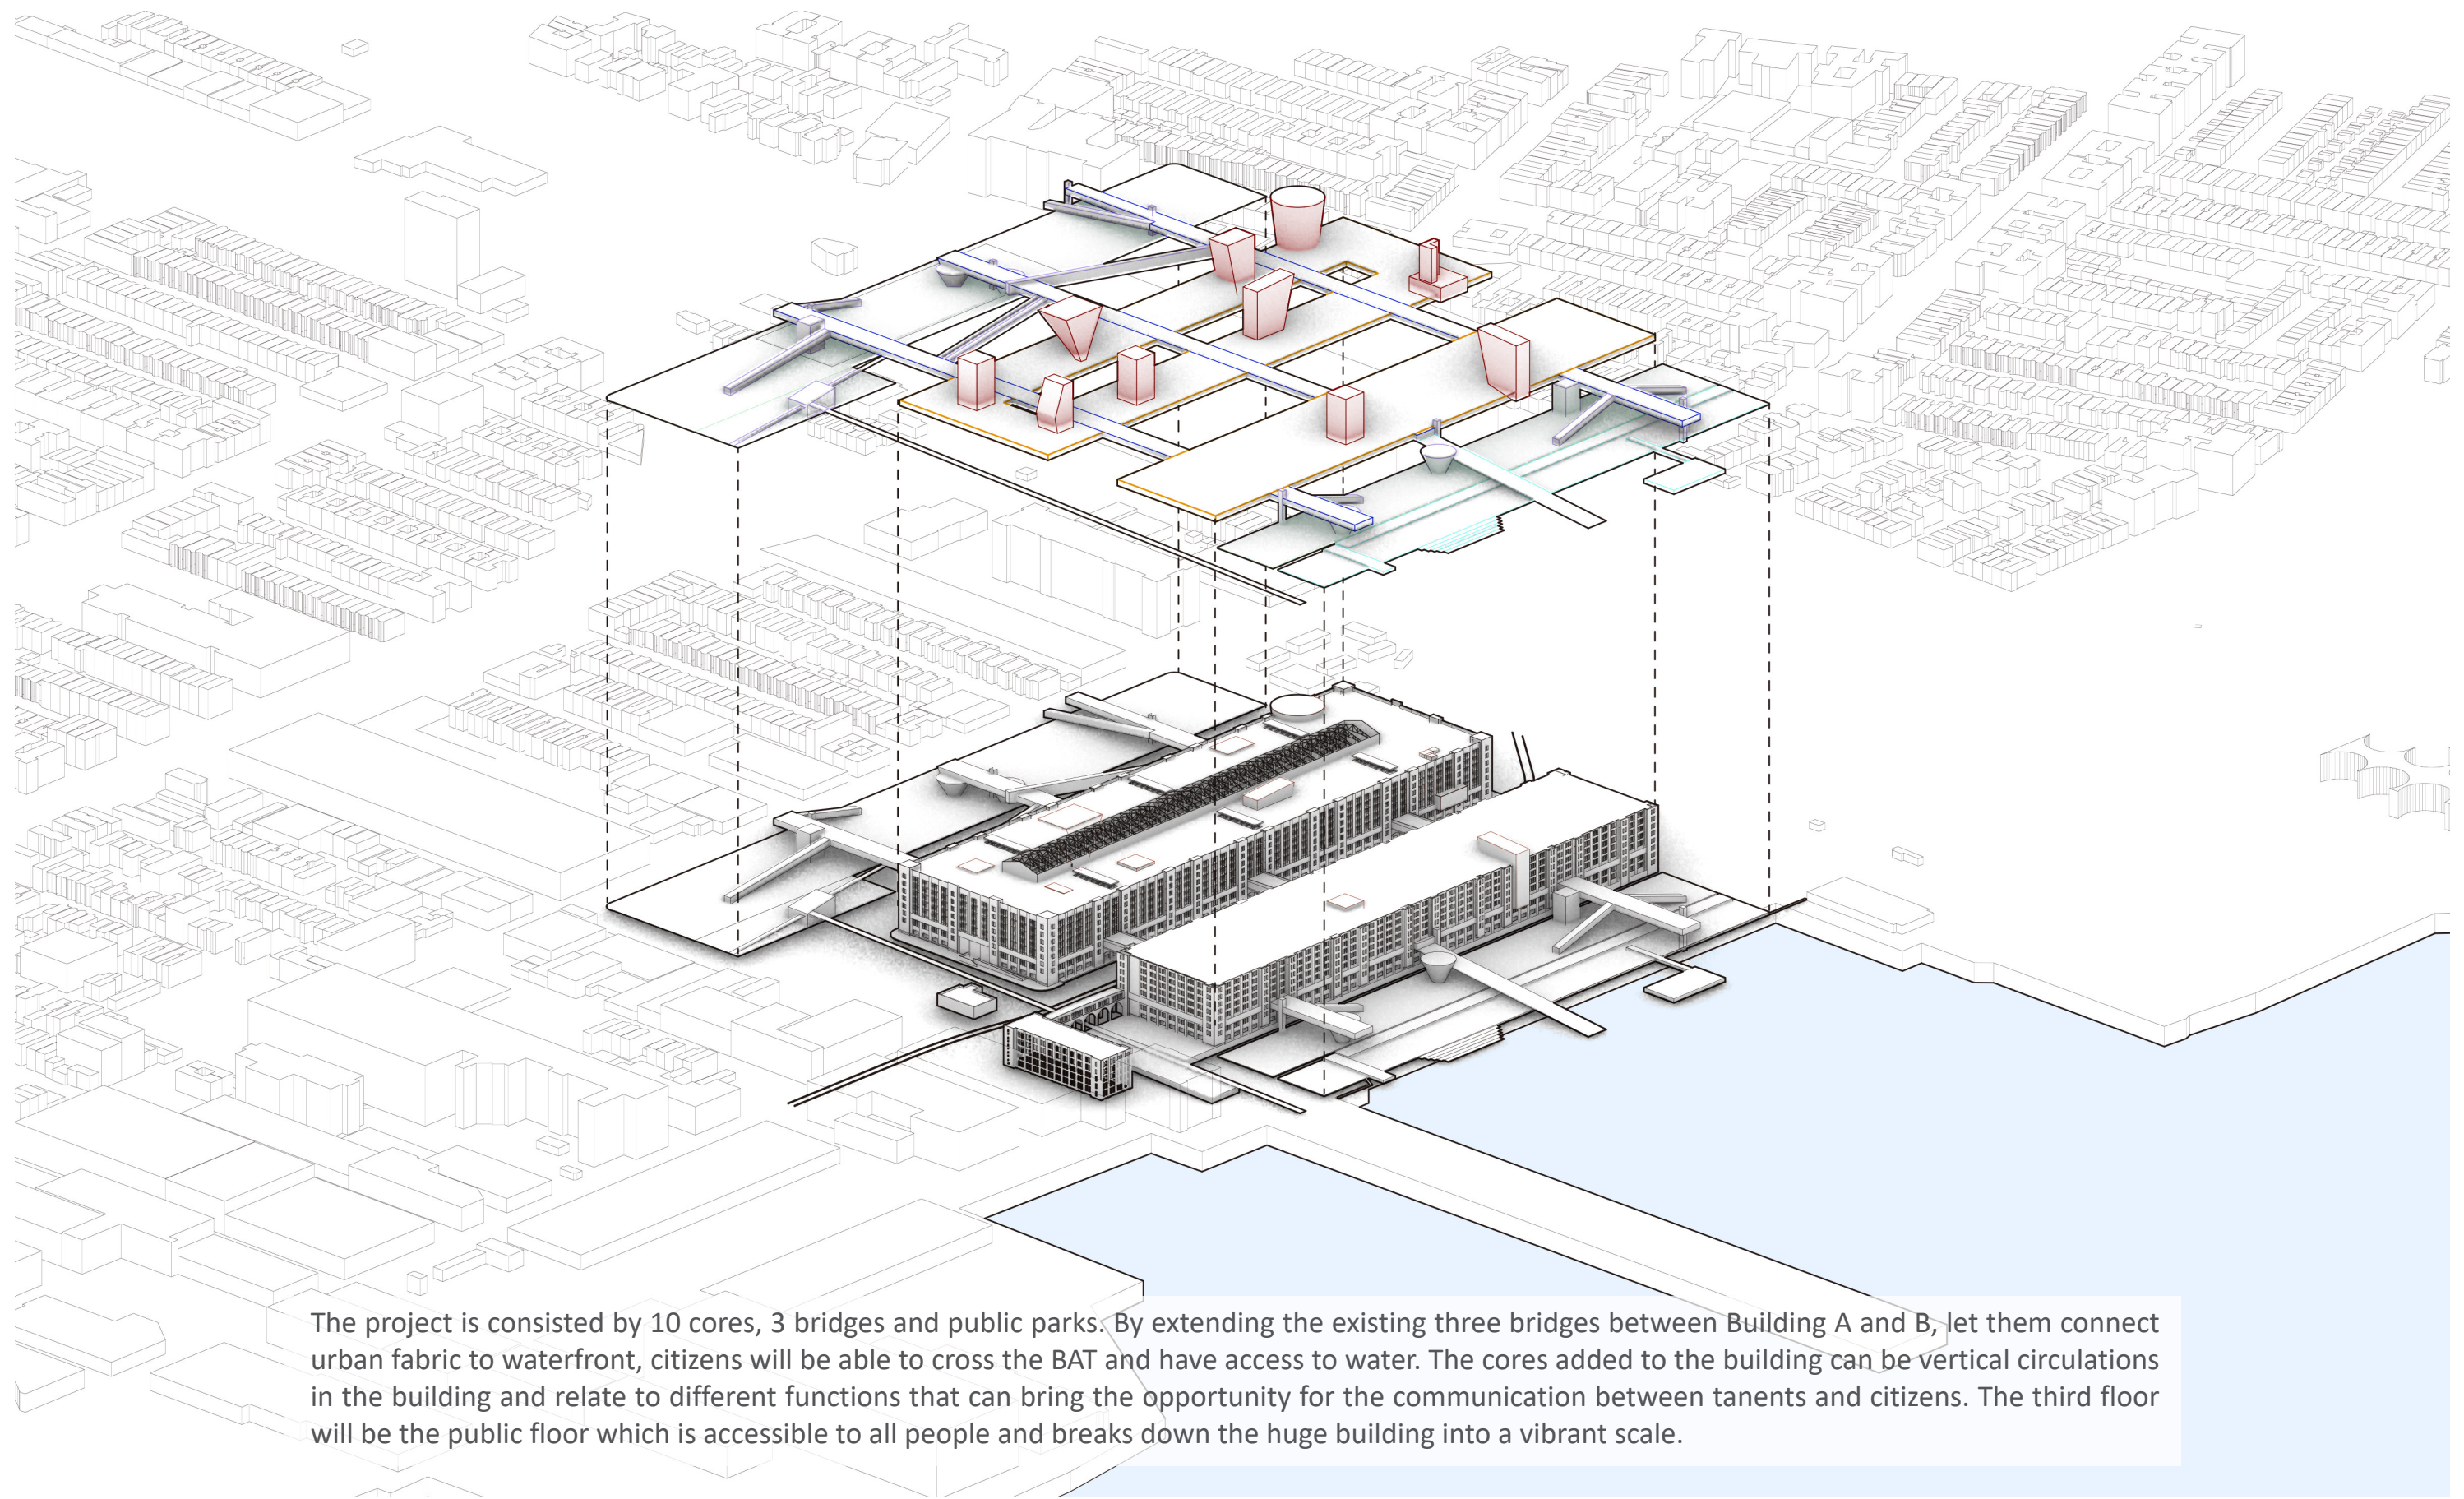 The project is consisted by 10 cores, 3 bridges and public parks. By extending the existing three bridges between Building A and B, let them connect
urban fabric to waterfront, citizens will be able to cross the BAT and have access to water. The cores added to the building can be vertical circulations
in the building and relate to different functions that can bring the opportunity for the communication between tanents and citizens. The third floor
will be the public floor which is accessible to all people and breaks down the huge building into a vibrant scale.